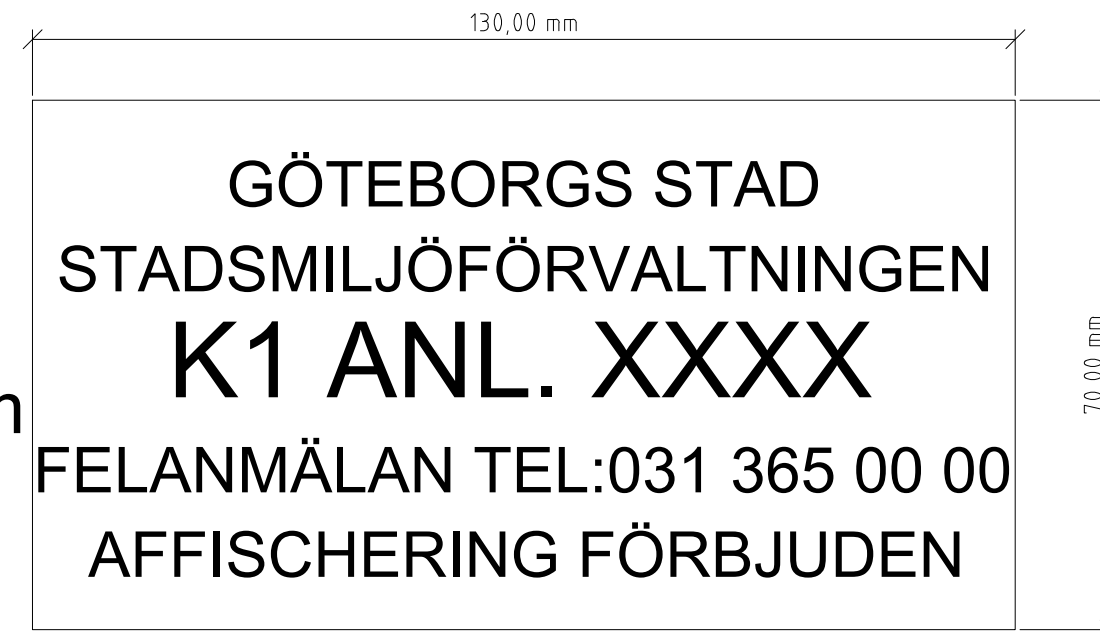 130,00 mm
GÖTEBORGS STAD
STADSMILJÖFÖRVALTNINGEN
K1 ANL. XXXX
FELANMÄLAN TEL:031 365 00 00
AFFISCHERING FÖRBJUDEN
70,00 mm